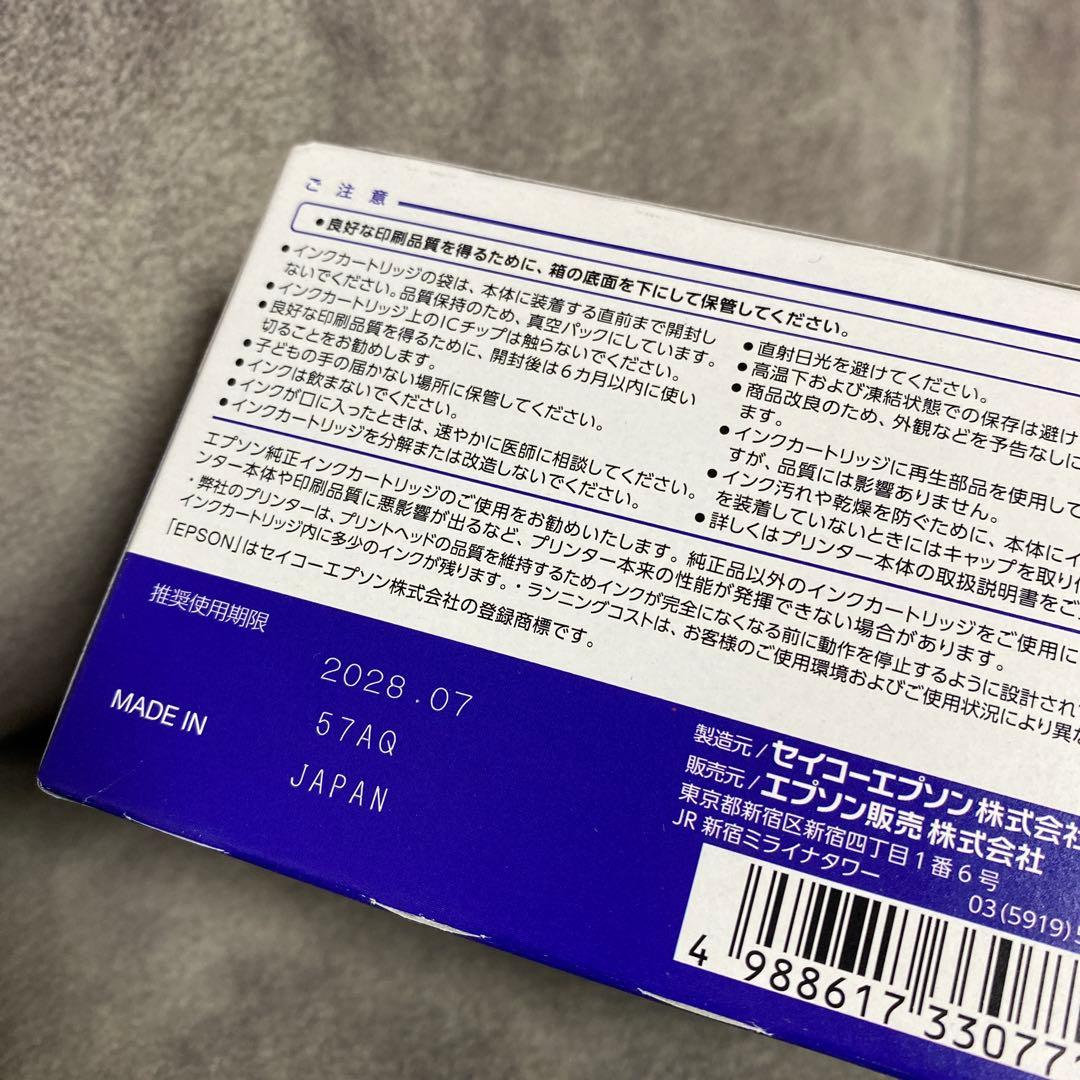 ご注意
●良好な印刷品質を得るために、箱の底面を下にして保管してください。
●インクカートリッジの袋は、本体に装着する直前まで開封し
ないでください。品質保持のため、真空パックにしています。
●インクカートリッジ上のICチップは触らないでください。
●良好な印刷品質を得るために、開封後は6カ月以内に使い
切ることをお勧めします。
●子どもの手の届かない場所に保管してください。
●インクは飲まないでください。
●インクが口に入ったときは、速やかに医師に相談してください。
●インクカートリッジを分解または改造しないでください。
●直射日光を避けてください。
●高温下および凍結状態での保存は避け
●商品改良のため、外観などを予告なしに
ます。
●インクカートリッジに再生部品を使用して
すが、品質には影響ありません。
●インク汚れや乾燥を防ぐために、本体にイ
を装着していないときにはキャップを取り付
●詳しくはプリンター本体の取扱説明書をご
エプソン純正インクカートリッジのご使用をお勧めいたします。純正品以外のインクカートリッジをご使用に
ンター本体や印刷品質に悪影響が出るなど、プリンター本来の性能が発揮できない場合があります。
・弊社のプリンターは、プリントヘッドの品質を維持するためインクが完全になくなる前に動作を停止するように設計され
インクカートリッジ内に多少のインクが残ります。・ランニングコストは、お客様のご使用環境およびご使用状況により異な
「EPSON」はセイコーエプソン株式会社の登録商標です。
推奨使用期限
2028.07
57AQ
MADE IN
JAPAN
製造元/セイコーエプソン株式会社
販売元/エプソン販売株式会社
東京都新宿区新宿四丁目1番6号
JR新宿ミライナタワー
03(5919)5
4 988617 33077